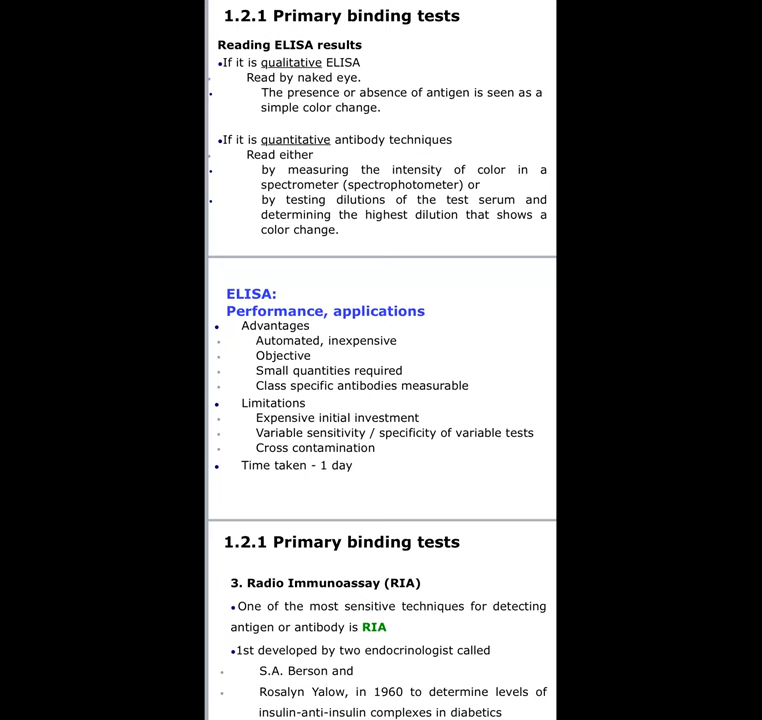 1.2.1 Primary binding tests
Reading ELISA results
•If it is qualitative ELISA
Read by naked eye.
• The presence or absence of antigen is seen as a
simple color change.
•If it is quantitative antibody techniques
Read either
• by measuring the intensity of color in a
spectrometer (spectrophotometer) or
• by testing dilutions of the test serum and
determining the highest dilution that shows a
color change.
ELISA:
Performance, applications
• Advantages
• Automated, inexpensive
• Objective
• Small quantities required
• Class specific antibodies measurable
• Limitations
• Expensive initial investment
• Variable sensitivity / specificity of variable tests
• Cross contamination
• Time taken - 1 day
1.2.1 Primary binding tests
3. Radio Immunoassay (RIA)
•One of the most sensitive techniques for detecting
antigen or antibody is RIA
•1st developed by two endocrinologist called
• S.A. Berson and
• Rosalyn Yalow, in 1960 to determine levels of
insulin-anti-insulin complexes in diabetics